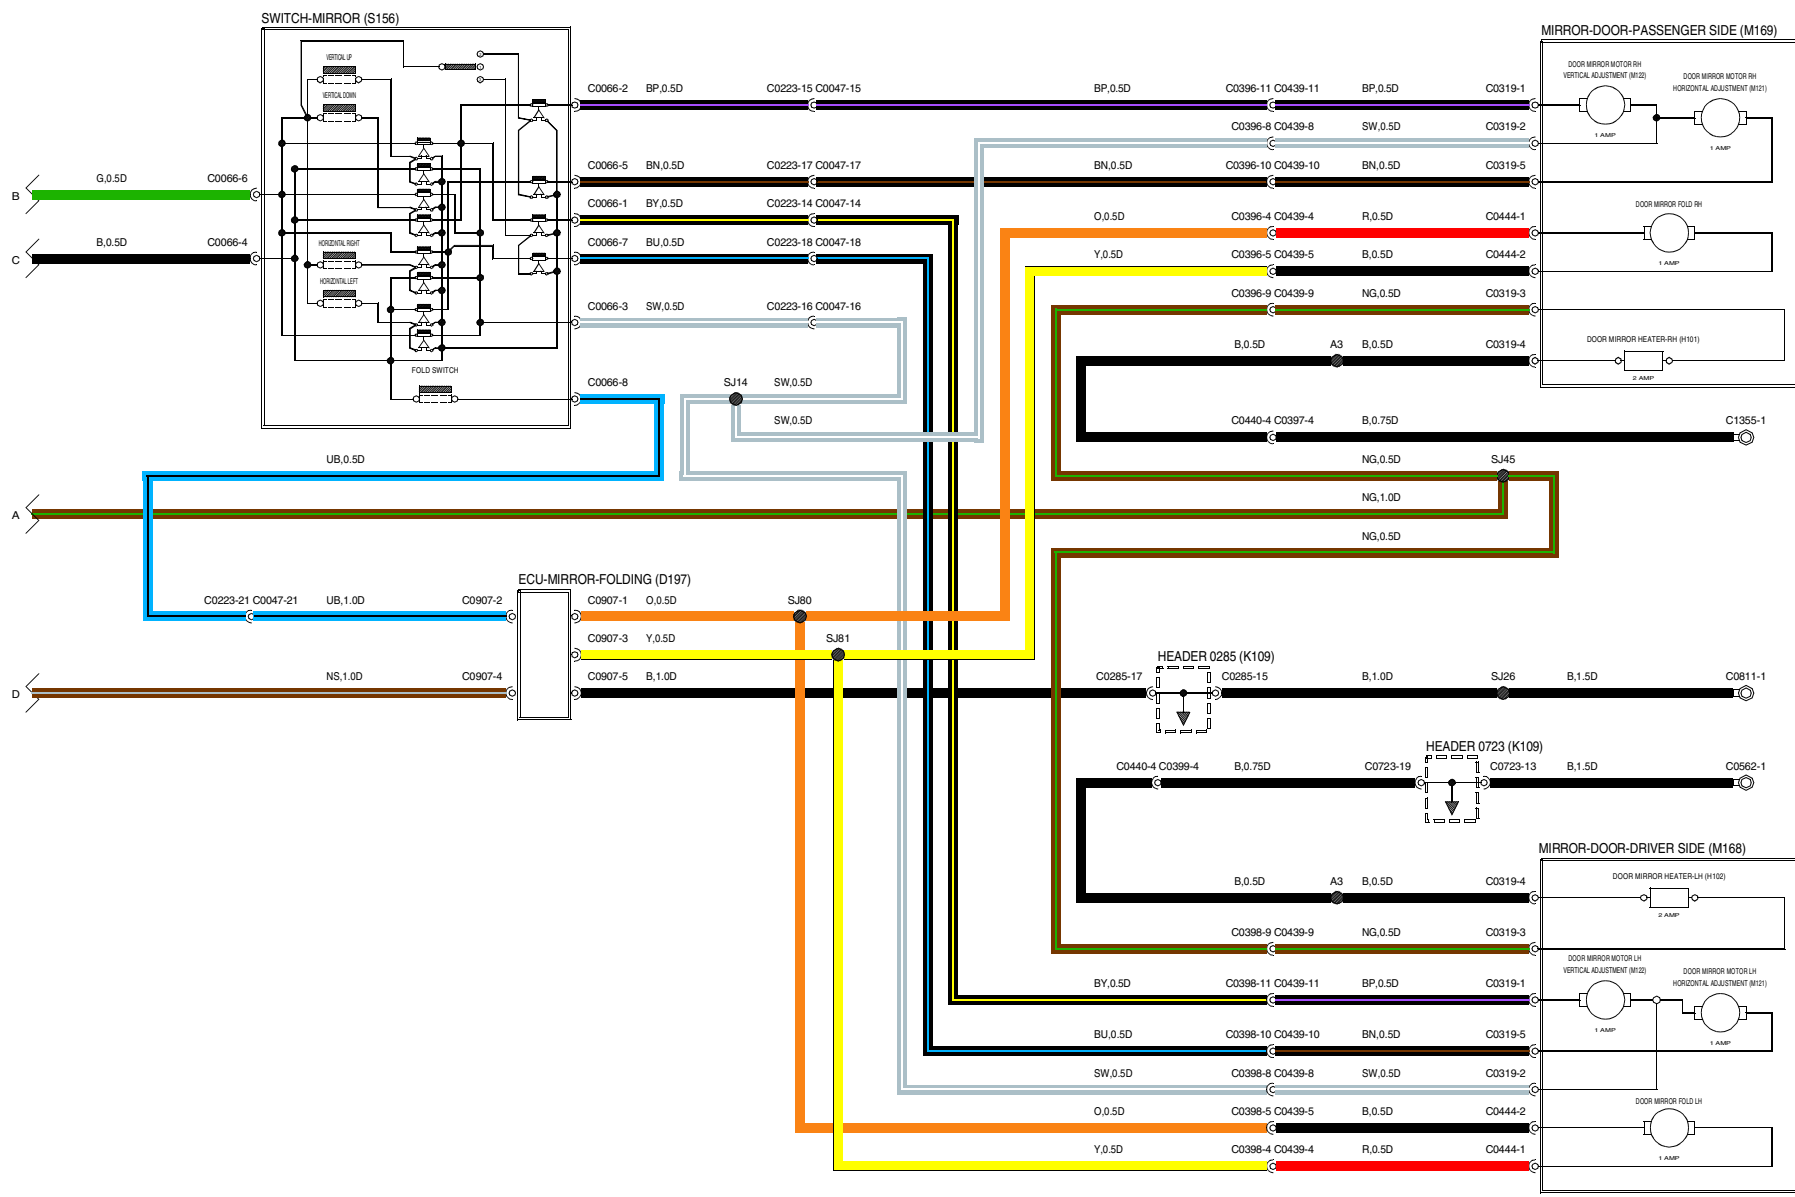 SWITCH-MIRROR (S156)
MIRROR-DOOR-PASSENGER SIDE (M169)
VERTICAL UP
VERTICAL DOWN
HORIZONTAL RIGHT
HORIZONTAL LEFT
FOLD SWITCH
DOOR MIRROR MOTOR RH
VERTICAL ADJUSTMENT (M122)
1 AMP
DOOR MIRROR MOTOR RH
HORIZONTAL ADJUSTMENT (M121)
1 AMP
C0066-2 BP,0.5D C0223-15 C0047-15 BP,0.5D C0396-11 C0439-11 BP,0.5D C0319-1
C0396-8 C0439-8 SW,0.5D C0319-2
C0066-5 BN,0.5D C0223-17 C0047-17 BN,0.5D C0396-10 C0439-10 BN,0.5D C0319-5
B G,0.5D C0066-6
C0066-1 BY,0.5D C0223-14 C0047-14
O,0.5D C0396-4 C0439-4 R,0.5D C0444-1
DOOR MIRROR FOLD RH
1 AMP
C B,0.5D C0066-4
C0066-7 BU,0.5D C0223-18 C0047-18
Y,0.5D C0396-5 C0439-5 B,0.5D C0444-2
C0396-9 C0439-9 NG,0.5D C0319-3
C0066-3 SW,0.5D C0223-16 C0047-16
B,0.5D A3 B,0.5D C0319-4
DOOR MIRROR HEATER-RH (H101)
2 AMP
C0066-8
SJ14 SW,0.5D
SW,0.5D
C0440-4 C0397-4 B,0.75D C1355-1
UB,0.5D
NG,0.5D SJ45
A
NG,1.0D
NG,0.5D
ECU-MIRROR-FOLDING (D197)
C0223-21 C0047-21 UB,1.0D C0907-2
C0907-1 O,0.5D SJ80
C0907-3 Y,0.5D SJ81
D NS,1.0D C0907-4
C0907-5 B,1.0D C0285-17
HEADER 0285 (K109)
C0285-15 B,1.0D SJ26 B,1.5D C0811-1
HEADER 0723 (K109)
C0440-4 C0399-4 B,0.75D C0723-19 C0723-13 B,1.5D C0562-1
MIRROR-DOOR-DRIVER SIDE (M168)
B,0.5D A3 B,0.5D C0319-4
DOOR MIRROR HEATER-LH (H102)
2 AMP
C0398-9 C0439-9 NG,0.5D C0319-3
DOOR MIRROR MOTOR LH
VERTICAL ADJUSTMENT (M122)
1 AMP
DOOR MIRROR MOTOR LH
HORIZONTAL ADJUSTMENT (M121)
1 AMP
BY,0.5D C0398-11 C0439-11 BP,0.5D C0319-1
BU,0.5D C0398-10 C0439-10 BN,0.5D C0319-5
SW,0.5D C0398-8 C0439-8 SW,0.5D C0319-2
O,0.5D C0398-5 C0439-5 B,0.5D C0444-2
DOOR MIRROR FOLD LH
1 AMP
Y,0.5D C0398-4 C0439-4 R,0.5D C0444-1